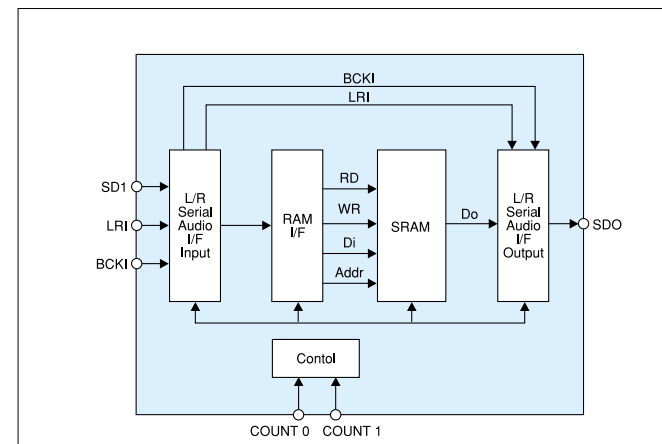 BCKI
LRI
SD1
LRI
BCKI
L/R
Serial
Audio
I/F
Input
RAM
I/F
RD
WR
Di
Addr
SRAM
Do
L/R
Serial
Audio
I/F
Output
SDO
Contol
COUNT 0 COUNT 1